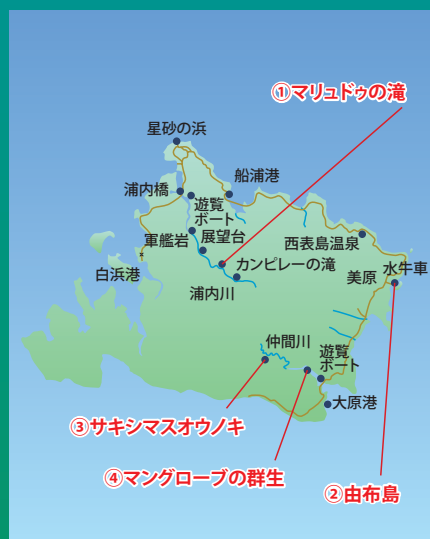 ①マリュドゥの滝
星砂の浜
船浦港
浦内橋
遊覧
ボート
軍艦岩
展望台
西表島温泉
カンピレーの滝
水牛車
美原
白浜港
浦内川
仲間川
遊覧
ボート
大原港
③サキシマスオウノキ
④マングローブの群生
②由布島